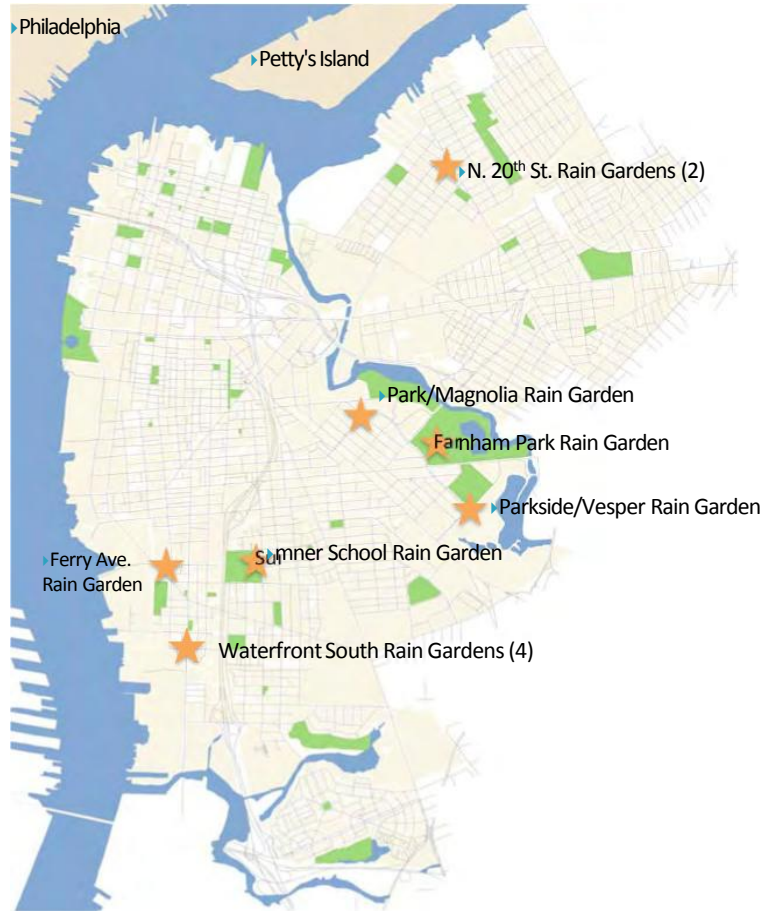 Philadelphia
Petty's Island
N. 20th St. Rain Gardens (2)
Park/Magnolia Rain Garden
Farnham Park Rain Garden
Parkside/Vesper Rain Garden
Sumner School Rain Garden
Ferry Ave.
Rain Garden
Waterfront South Rain Gardens (4)